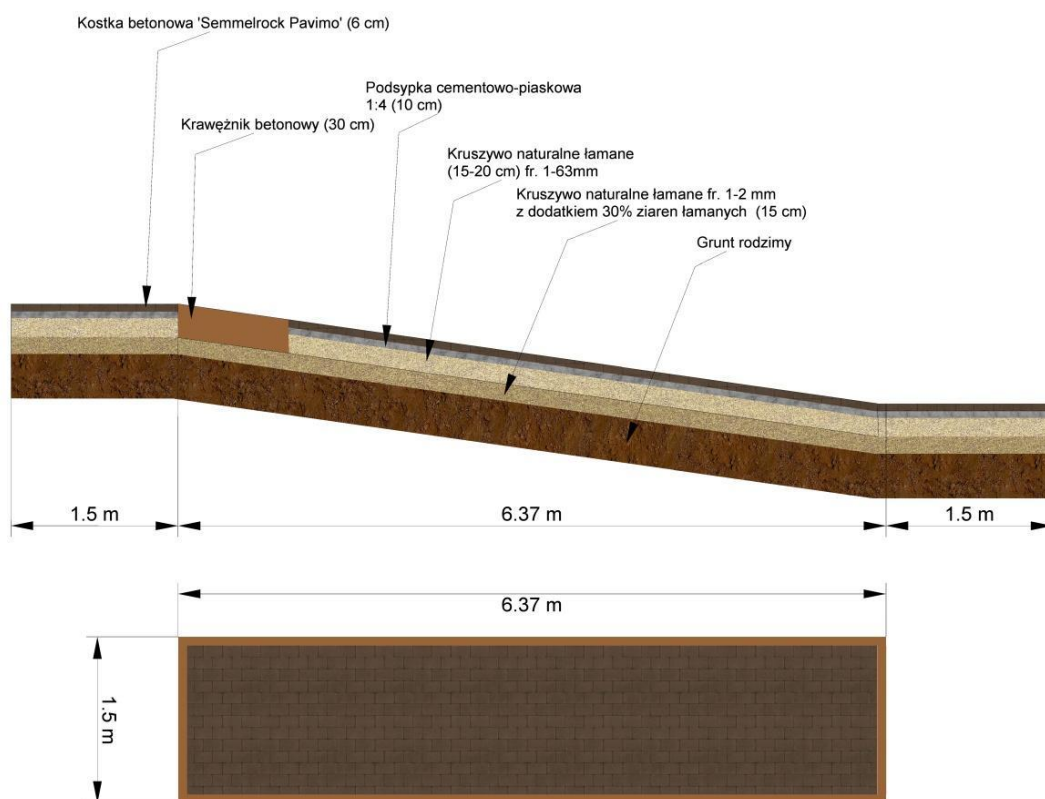 Kostka betonowa 'Semmelrock Pavimo' (6 cm)
Podsypka cementowo-piaskowa
1:4 (10 cm)
Krawężnik betonowy (30 cm)
Kruszywo naturalne łamane
(15-20 cm) fr. 1-63mm
Kruszywo naturalne łamane fr. 1-2 mm
z dodatkiem 30% ziaren łamanych (15 cm)
Grunt rodzimy
1.5 m
6.37 m
1.5 m
6.37 m
1.5 m